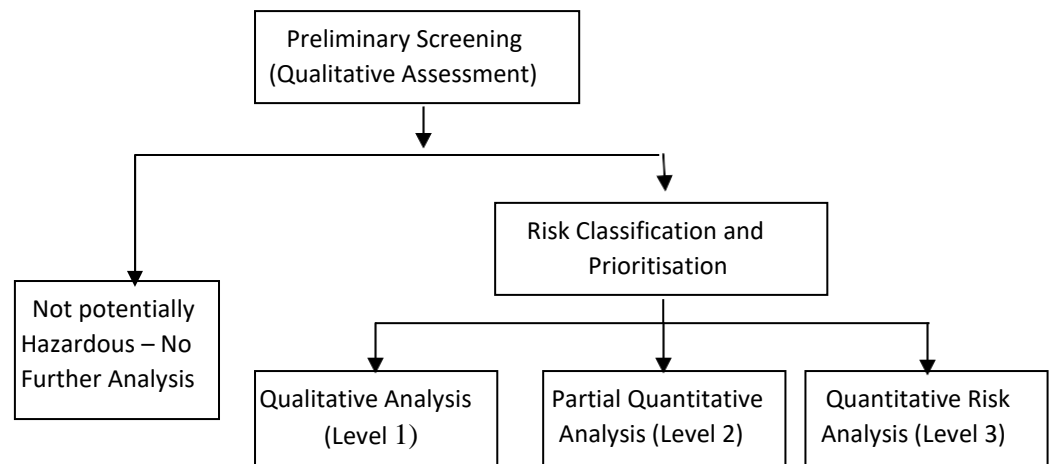 Preliminary Screening
(Qualitative Assessment)
Risk Classification and
Prioritisation
Not potentially
Hazardous – No
Further Analysis
Qualitative Analysis
(Level 1)
Partial Quantitative
Analysis (Level 2)
Quantitative Risk
Analysis (Level 3)